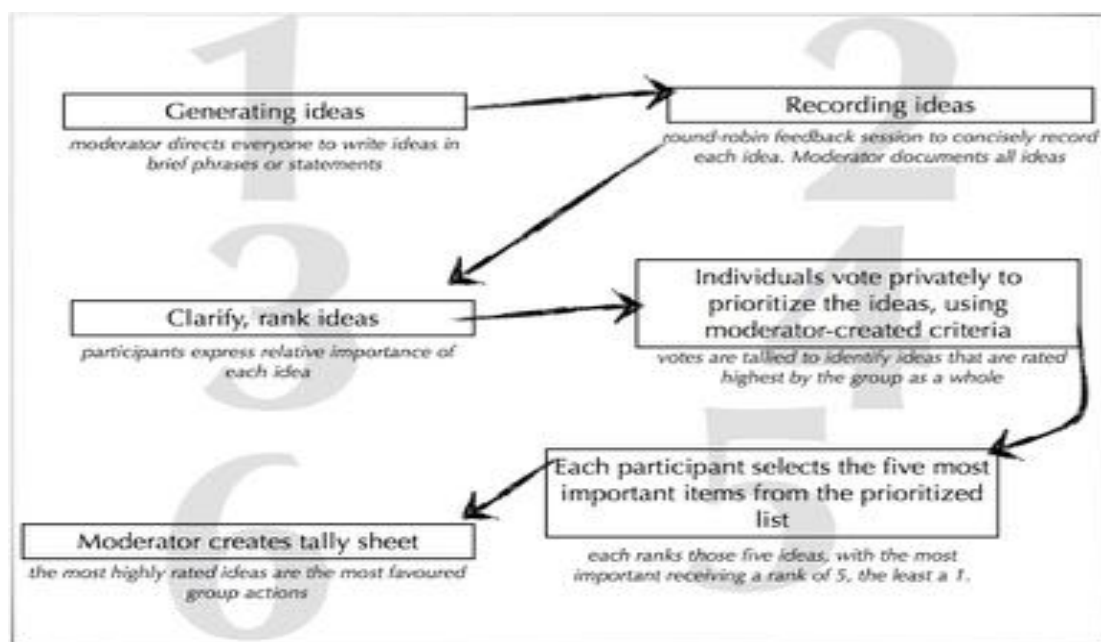 1
Generating ideas
moderator directs everyone to write ideas in
brief phrases or statements
2
Recording ideas
round-robin feedback session to concisely record
each idea. Moderator documents all ideas
3
Clarify, rank ideas
participants express relative importance of
each idea
4
Individuals vote privately to
prioritize the ideas, using
moderator-created criteria
votes are tallied to identify ideas that are rated
highest by the group as a whole
5
Each participant selects the five most
important items from the prioritized
list
each ranks those five ideas, with the most
important receiving a rank of 5, the least a 1.
6
Moderator creates tally sheet
the most highly rated ideas are the most favoured
group actions